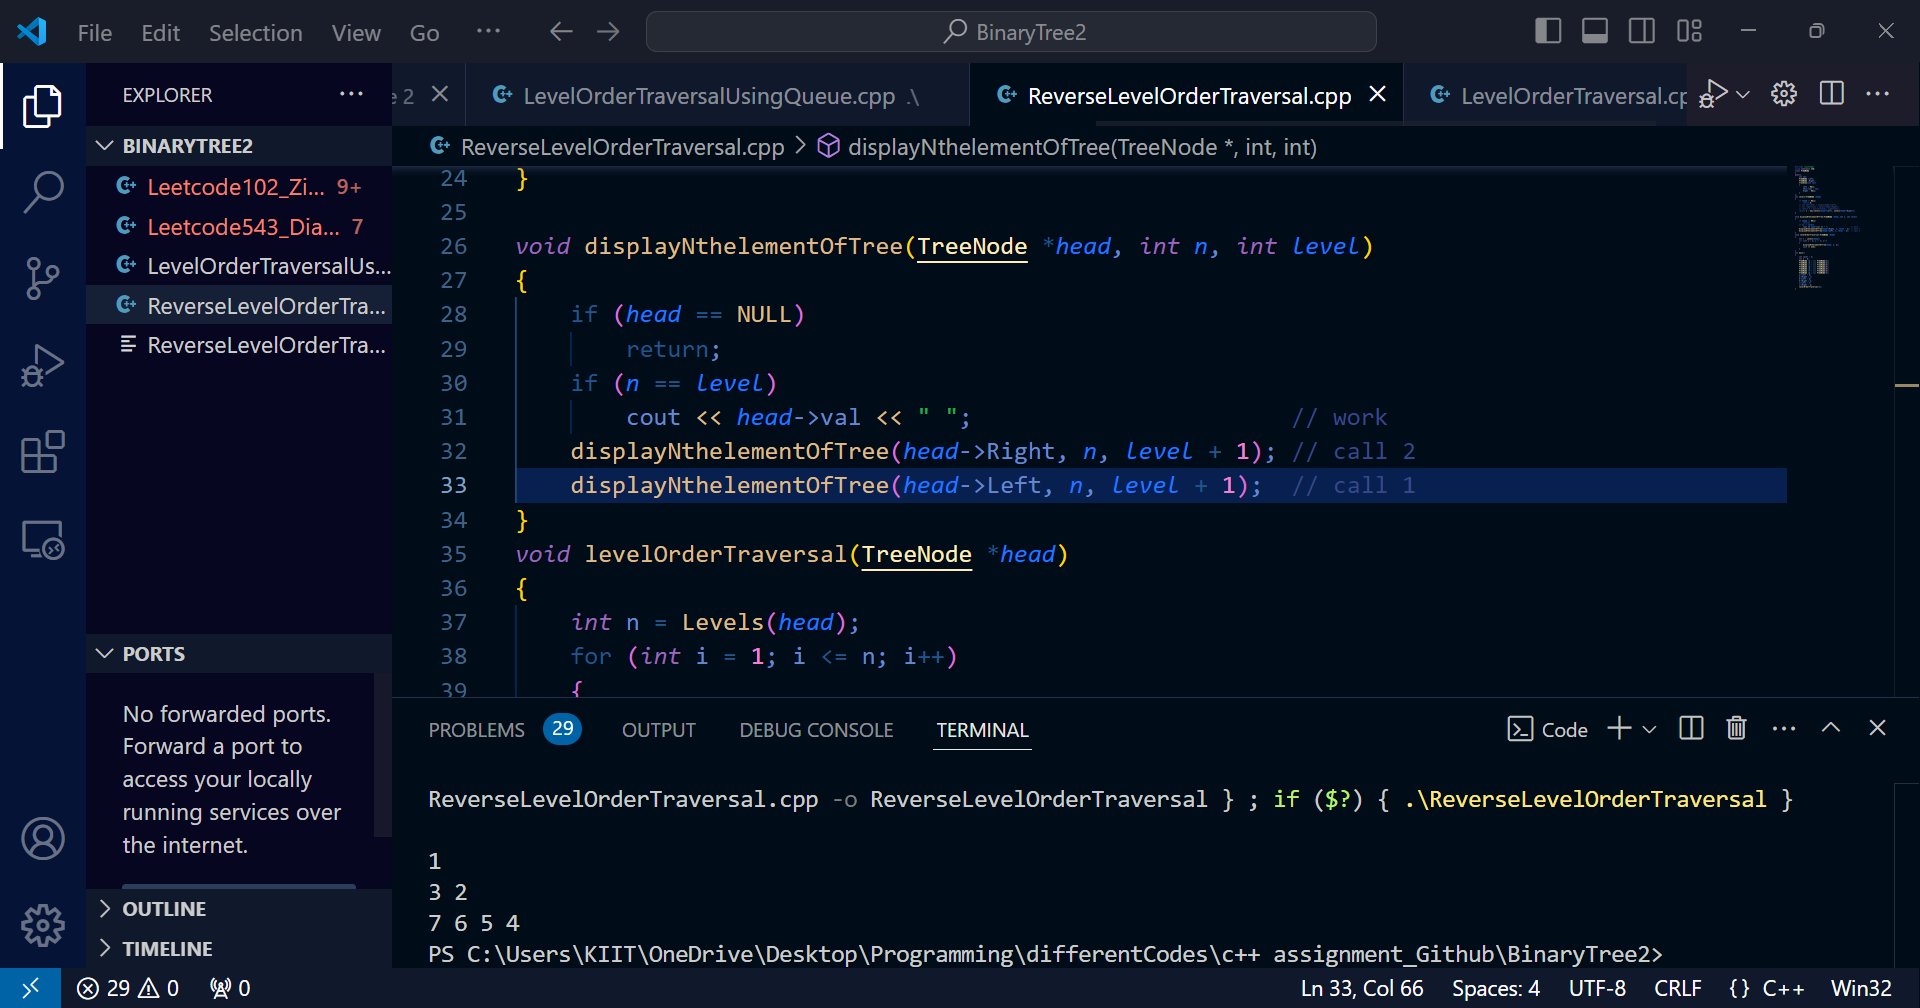 File Edit Selection View Go ··· BinaryTree2
EXPLORER ···
e 2
LevelOrderTraversalUsingQueue.cpp .\
ReverseLevelOrderTraversal.cpp
LevelOrderTraversal.cp
BINARYTREE2
ReverseLevelOrderTraversal.cpp > displayNthelementOfTree(TreeNode *, int, int)
Leetcode102_Zi... 9+
Leetcode543_Dia... 7
LevelOrderTraversalUs...
ReverseLevelOrderTra...
ReverseLevelOrderTra...
24 }
25
26 void displayNthelementOfTree(TreeNode *head, int n, int level)
27 {
28 if (head == NULL)
29 return;
30 if (n == level)
31 cout << head->val << " "; // work
32 displayNthelementOfTree(head->Right, n, level + 1); // call 2
33 displayNthelementOfTree(head->Left, n, level + 1); // call 1
34 }
35 void levelOrderTraversal(TreeNode *head)
36 {
37 int n = Levels(head);
38 for (int i = 1; i <= n; i++)
39 {
PORTS
No forwarded ports.
Forward a port to
access your locally
running services over
the internet.
OUTLINE
TIMELINE
PROBLEMS 29 OUTPUT DEBUG CONSOLE TERMINAL Code
ReverseLevelOrderTraversal.cpp -o ReverseLevelOrderTraversal } ; if ($?) { .\ReverseLevelOrderTraversal }
1
3 2
7 6 5 4
PS C:\Users\KIIT\OneDrive\Desktop\Programming\differentCodes\c++ assignment_Github\BinaryTree2>
29 0 0 Ln 33, Col 66 Spaces: 4 UTF-8 CRLF {} C++ Win32